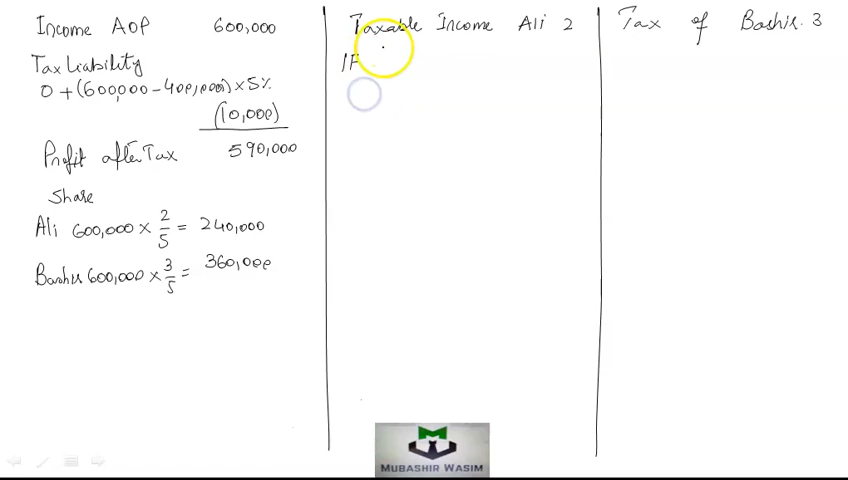 Income AOP 600,000
Tax Liability
0 + (600,000 - 400,000) × 5%
(10,000)
Profit after Tax 590,000
Share
Ali 600,000 × 2/5 = 240,000
Bashir 600,000 × 3/5 = 360,000
Taxable Income Ali 2
IF
Tax of Bashir 3
MUBASHIR WASIM